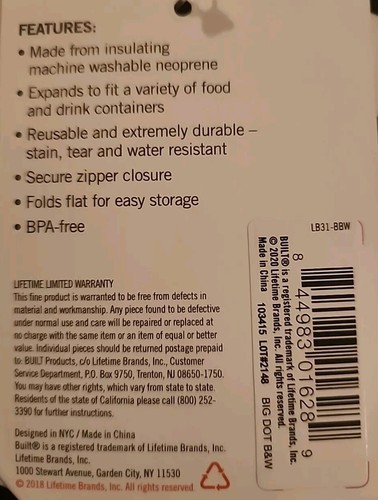 FEATURES:
• Made from insulating
machine washable neoprene
• Expands to fit a variety of food
and drink containers
• Reusable and extremely durable –
stain, tear and water resistant
• Secure zipper closure
• Folds flat for easy storage
• BPA-free
LIFETIME LIMITED WARRANTY
This fine product is warranted to be free from defects in
material and workmanship. Any piece found to be defective
under normal use and care will be repaired or replaced at
no charge with the same item or an item of equal or better
value. Individual pieces should be returned postage prepaid
to: BUILT Products, c/o Lifetime Brands, Inc., Customer
Service Department, P.O. Box 9750, Trenton, NJ 08650-1750.
You may have other rights, which vary from state to state.
Residents of the state of California please call (800) 252-
3390 for further instructions.
Designed in NYC / Made in China
Built® is a registered trademark of Lifetime Brands, Inc.
Lifetime Brands, Inc.
1000 Stewart Avenue, Garden City, NY 11530
© 2018 Lifetime Brands, Inc. All rights reserved.
LB31-BBW
8 44983 01628 9
BUILT® is a registered trademark of Lifetime Brands, Inc.
© 2020 Lifetime Brands, Inc. All rights reserved.
Made in China 103415 LOT#2148 BIG DOT B&W